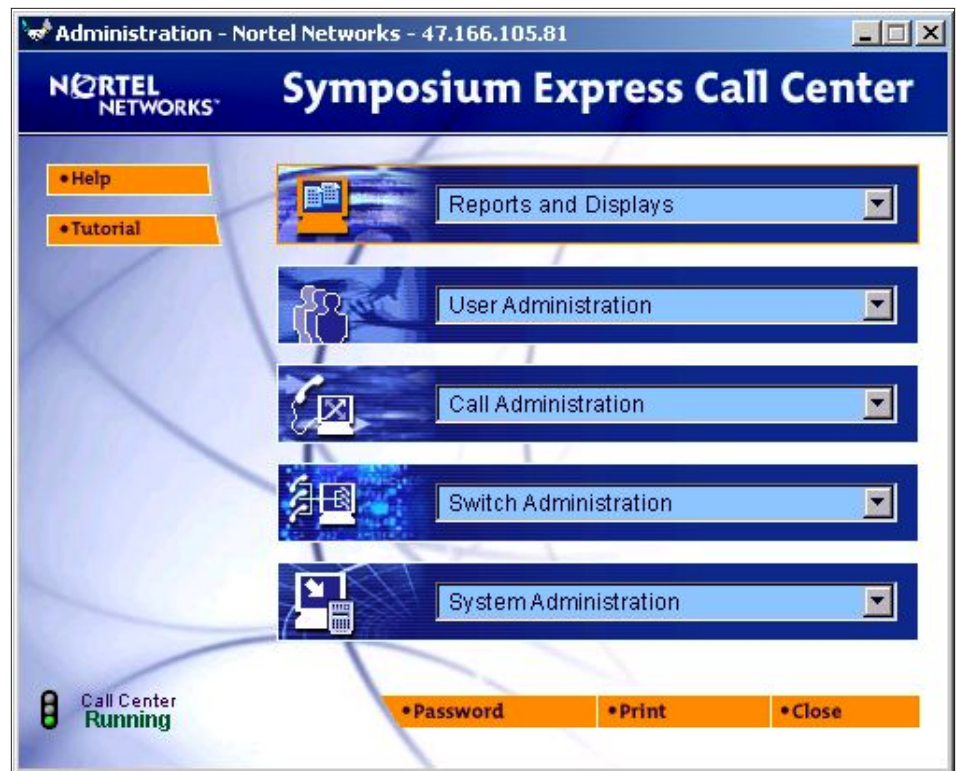 Administration - Nortel Networks - 47.166.105.81
NORTEL
NETWORKS™
Symposium Express Call Center
•Help
•Tutorial
Reports and Displays
User Administration
Call Administration
Switch Administration
System Administration
Call Center
Running
•Password
•Print
•Close